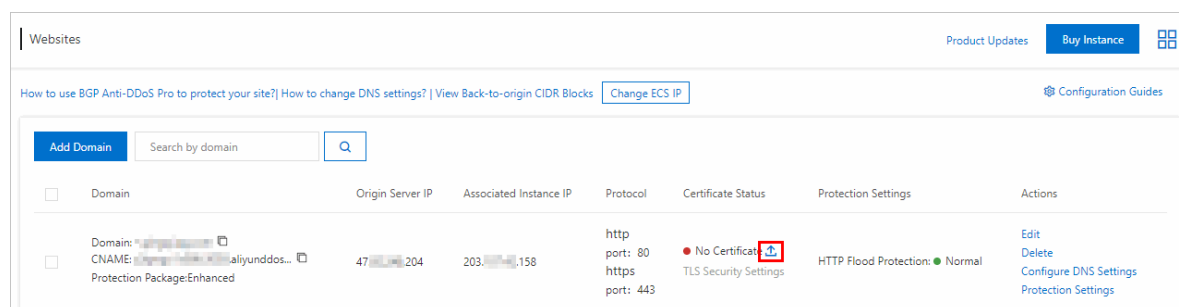 Websites
Product Updates
Buy Instance
How to use BGP Anti-DDoS Pro to protect your site?| How to change DNS settings? | View Back-to-origin CIDR Blocks
Change ECS IP
Configuration Guides
Add Domain
Search by domain
Domain
Origin Server IP
Associated Instance IP
Protocol
Certificate Status
Protection Settings
Actions
Domain:
CNAME: .aliyunddos...
Protection Package:Enhanced
47. .204
203. .158
http
port: 80
https
port: 443
No Certificate
TLS Security Settings
HTTP Flood Protection: Normal
Edit
Delete
Configure DNS Settings
Protection Settings